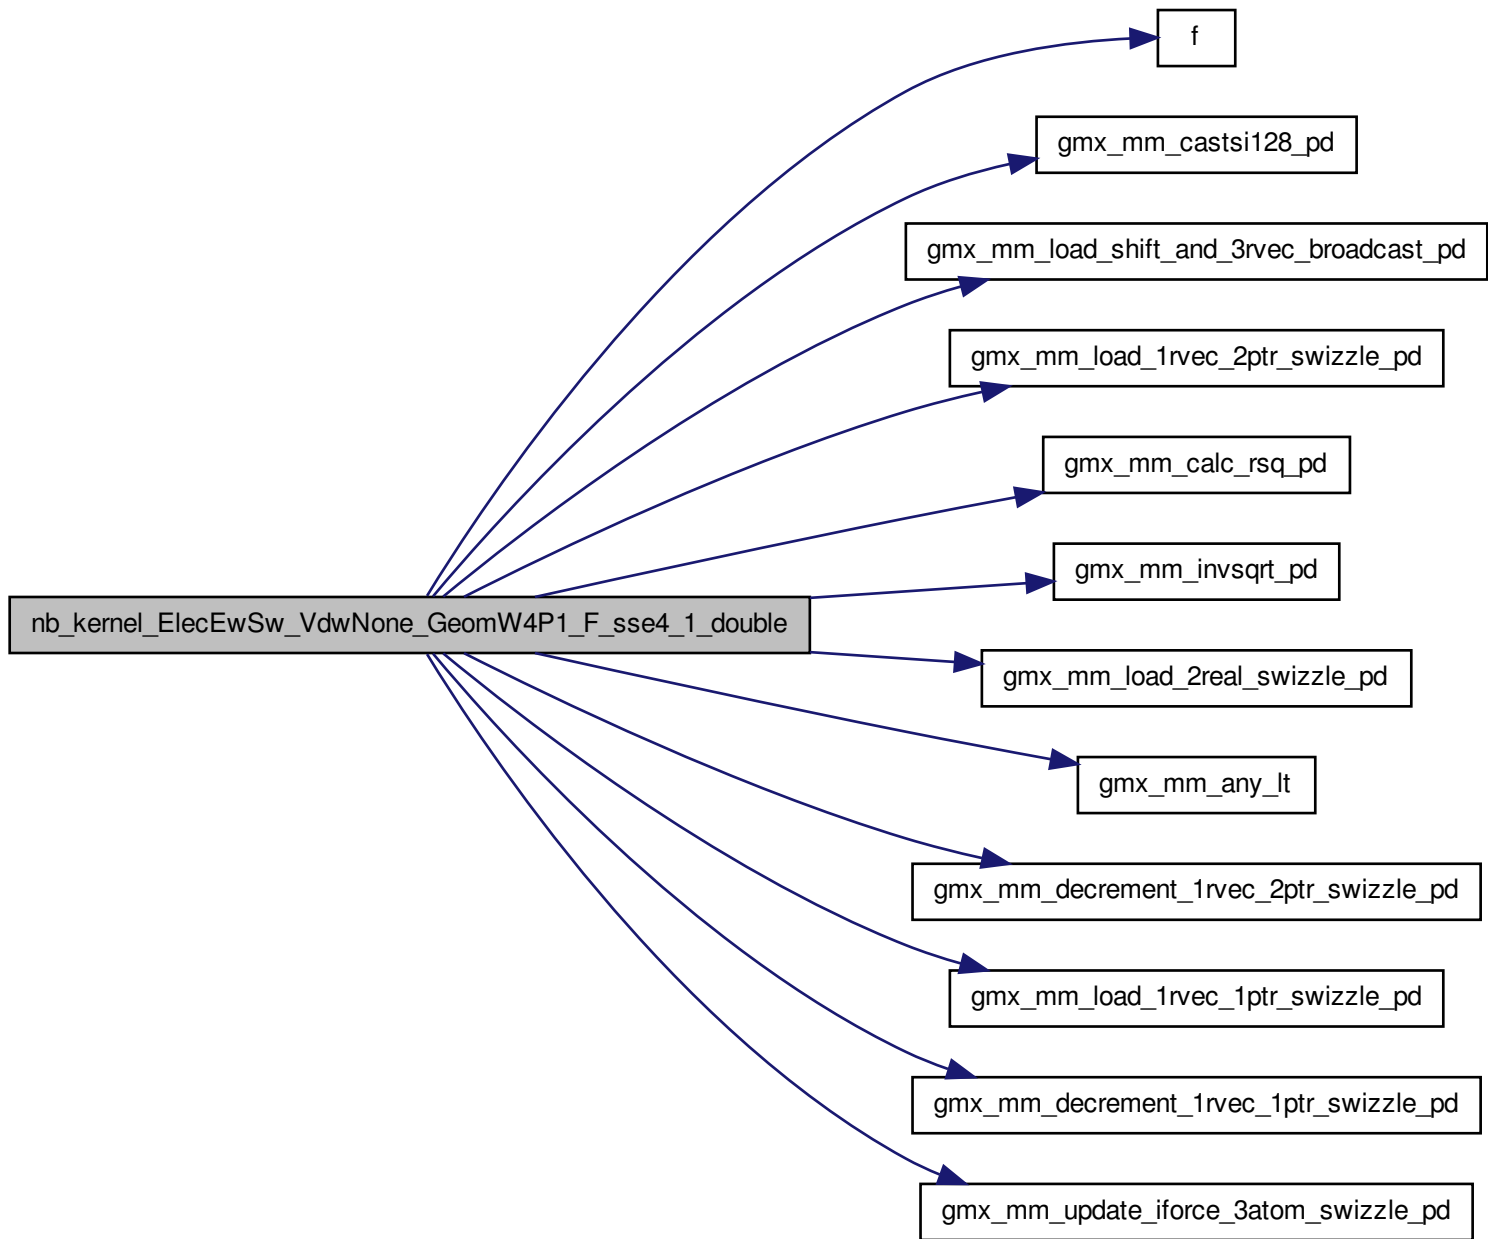 f
gmx_mm_castsi128_pd
gmx_mm_load_shift_and_3rvec_broadcast_pd
gmx_mm_load_1rvec_2ptr_swizzle_pd
gmx_mm_calc_rsq_pd
gmx_mm_invsqrt_pd
nb_kernel_ElecEwSw_VdwNone_GeomW4P1_F_sse4_1_double
gmx_mm_load_2real_swizzle_pd
gmx_mm_any_lt
gmx_mm_decrement_1rvec_2ptr_swizzle_pd
gmx_mm_load_1rvec_1ptr_swizzle_pd
gmx_mm_decrement_1rvec_1ptr_swizzle_pd
gmx_mm_update_iforce_3atom_swizzle_pd